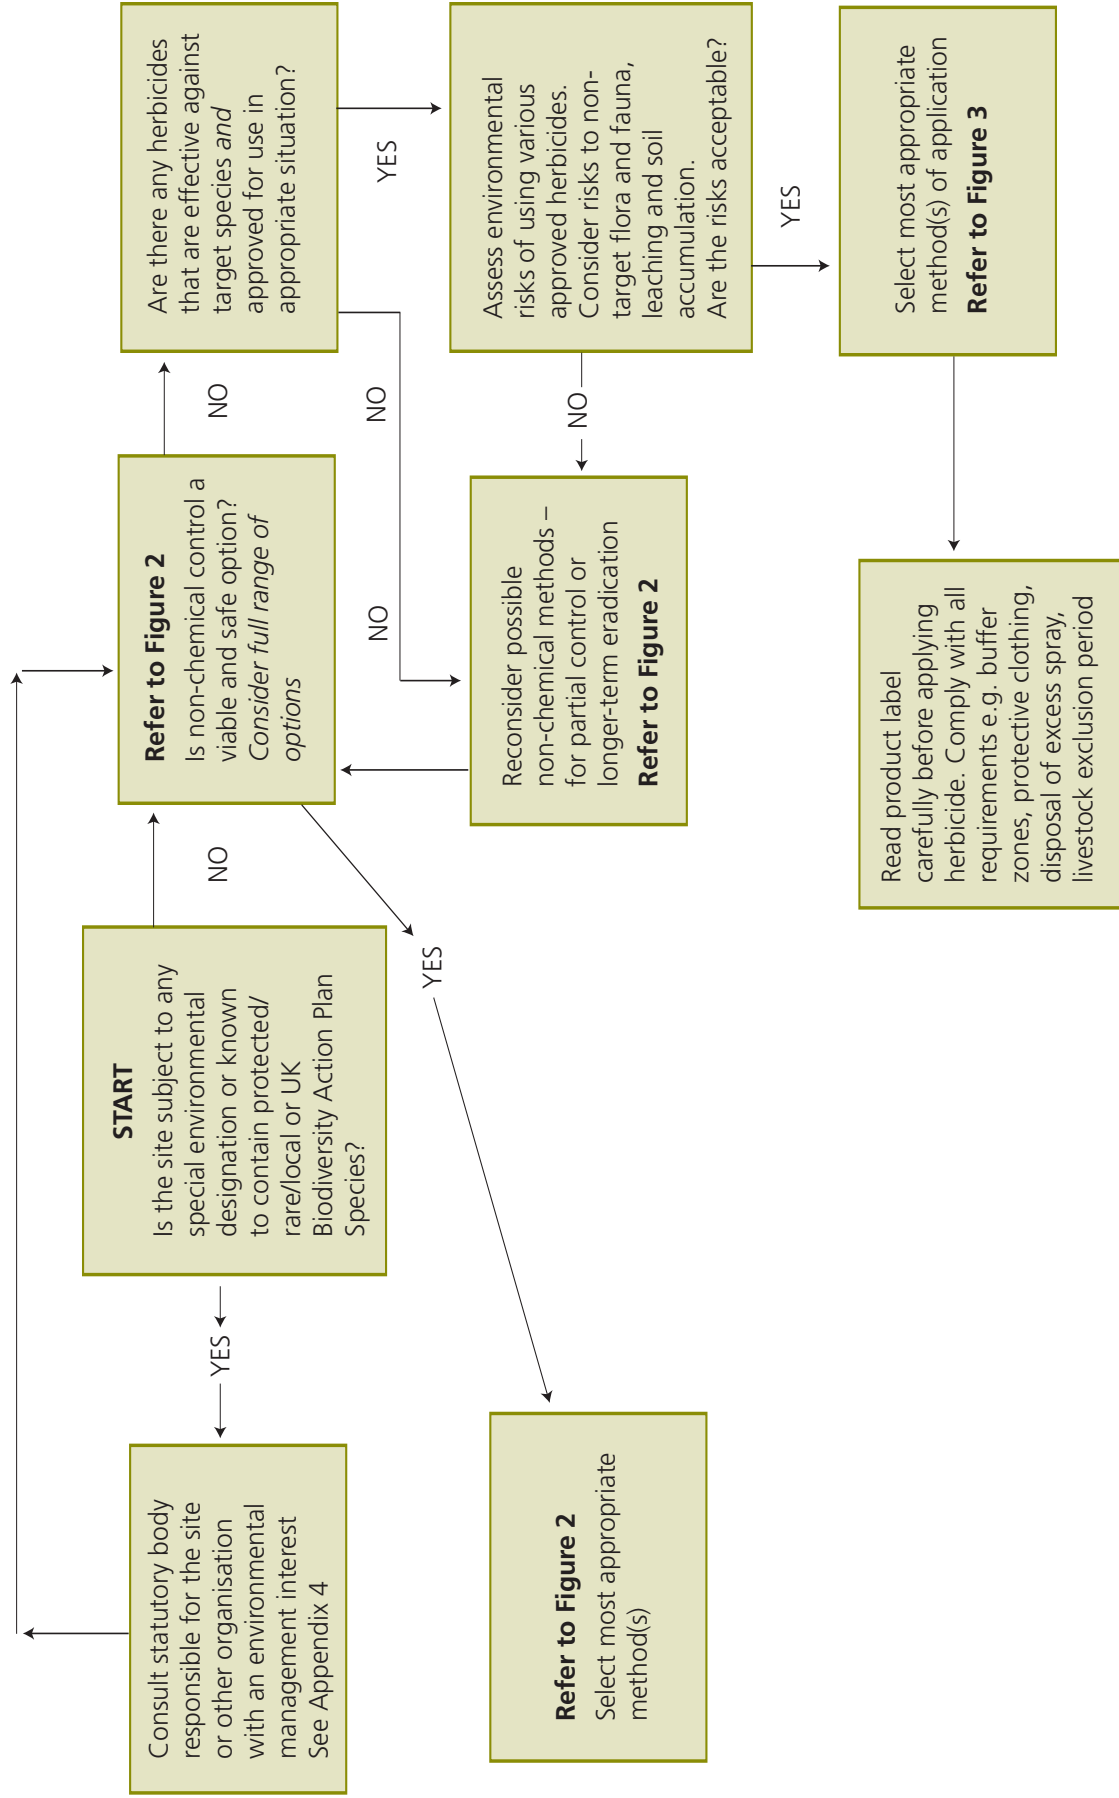 Consult statutory body
responsible for the site
or other organisation
with an environmental
management interest
See Appendix 4
YES
START
Is the site subject to any
special environmental
designation or known
to contain protected/
rare/local or UK
Biodiversity Action Plan
Species?
NO
Refer to Figure 2
Is non-chemical control a
viable and safe option?
Consider full range of
options
NO
Are there any herbicides
that are effective against
target species and
approved for use in
appropriate situation?
YES
NO
NO
YES
Refer to Figure 2
Select most appropriate
method(s)
Reconsider possible
non-chemical methods –
for partial control or
longer-term eradication
Refer to Figure 2
NO
Assess environmental
risks of using various
approved herbicides.
Consider risks to non-
target flora and fauna,
leaching and soil
accumulation.
Are the risks acceptable?
YES
Select most appropriate
method(s) of application
Refer to Figure 3
Read product label
carefully before applying
herbicide. Comply with all
requirements e.g. buffer
zones, protective clothing,
disposal of excess spray,
livestock exclusion period